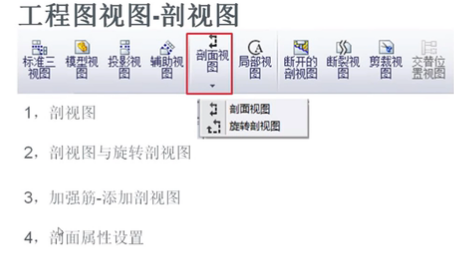 工程图视图-剖视图
标准三视图 模型视图 投影视图 辅助视图 剖面视图 局部视图 断开的剖视图 断裂视图 剪裁视图 交替位置视图
剖面视图
旋转剖视图
1，剖视图
2，剖视图与旋转剖视图
3，加强筋-添加剖视图
4，剖面属性设置